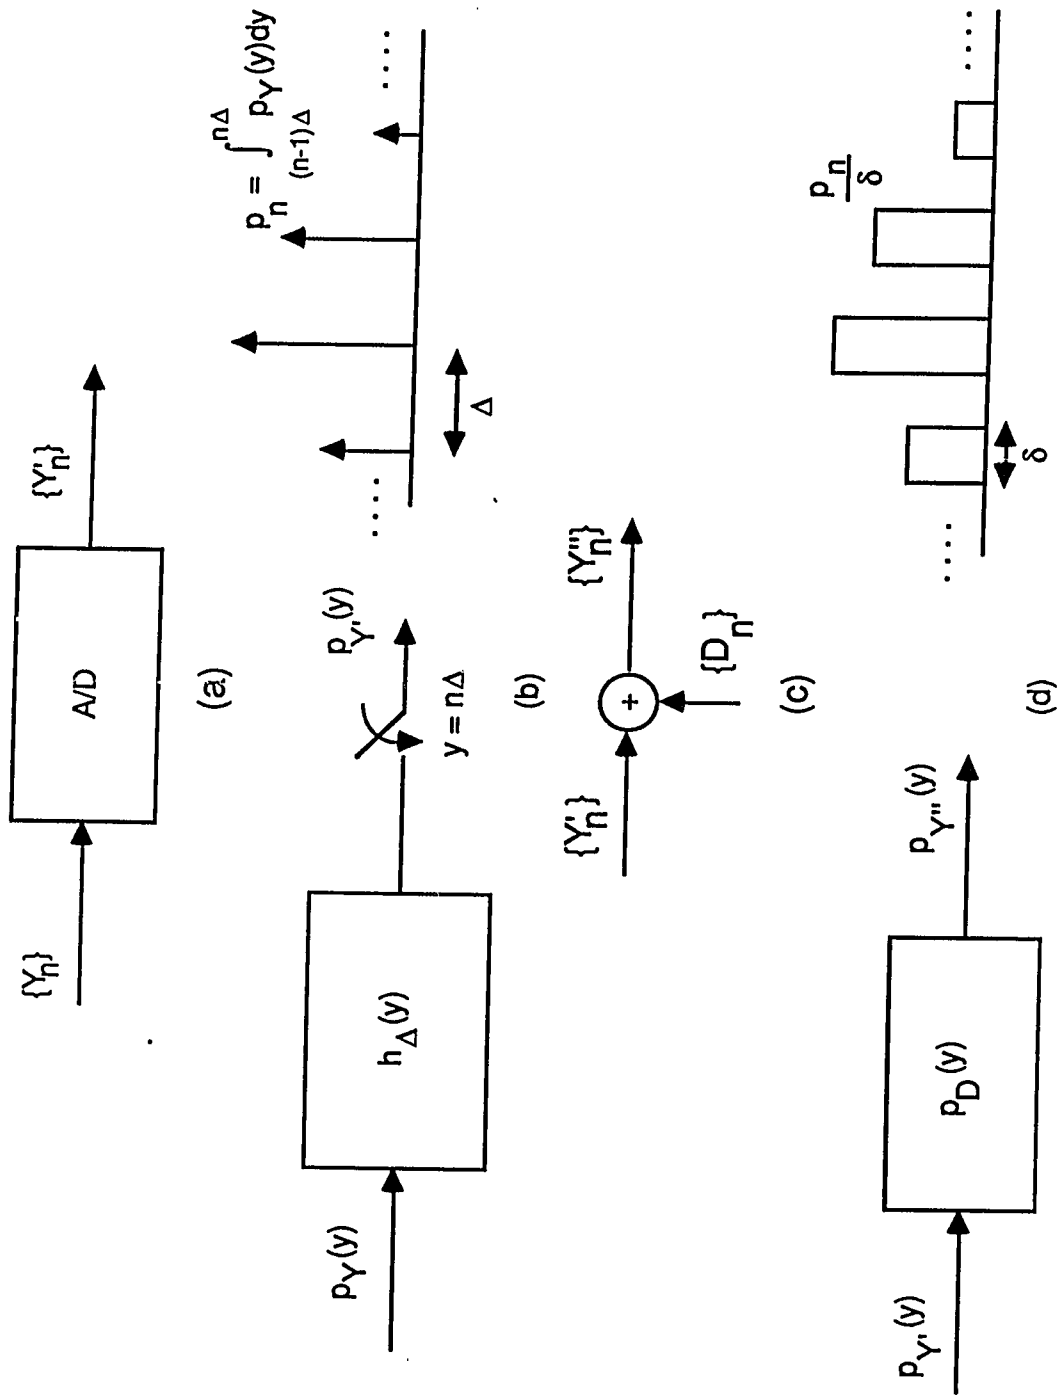 {Y_n}
A/D
{Y'_n}
(a)
p_Y(y)
h_Δ(y)
y = nΔ
p_Y'(y)
....
Δ
p_n = ∫_{(n-1)Δ}^{nΔ} p_Y(y)dy
....
(b)
{Y'_n}
+
{D_n}
{Y''_n}
(c)
p_Y'(y)
p_D(y)
p_Y''(y)
....
δ
p_n/δ
....
(d)